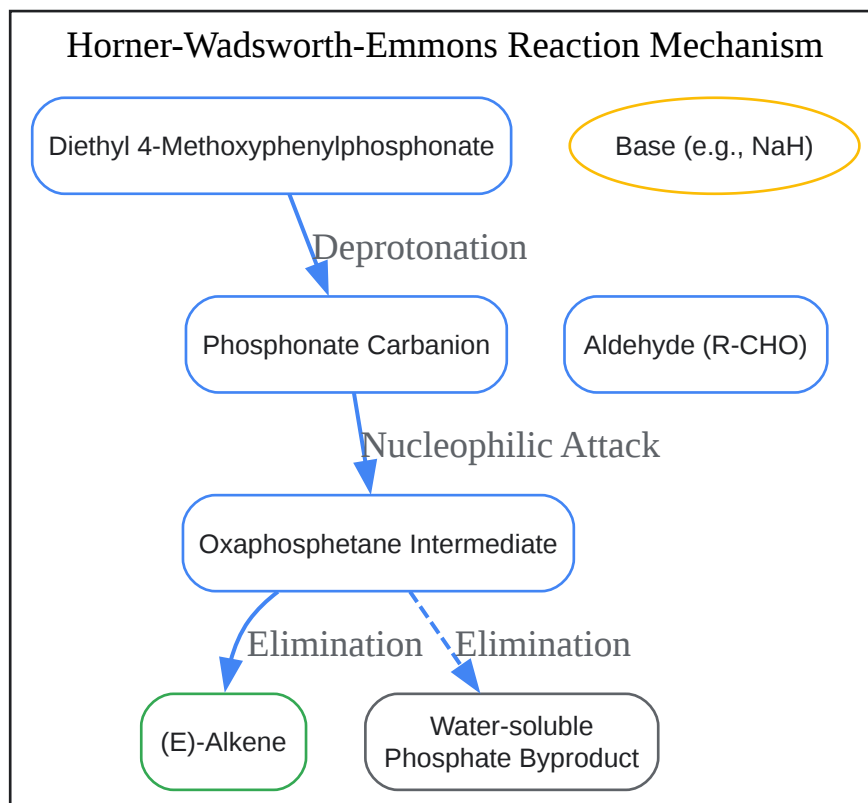 Horner-Wadsworth-Emmons Reaction Mechanism
Diethyl 4-Methoxyphenylphosphonate
Base (e.g., NaH)
Deprotonation
Phosphonate Carbanion
Aldehyde (R-CHO)
Nucleophilic Attack
Oxaphosphetane Intermediate
Elimination
Elimination
(E)-Alkene
Water-soluble
Phosphate Byproduct